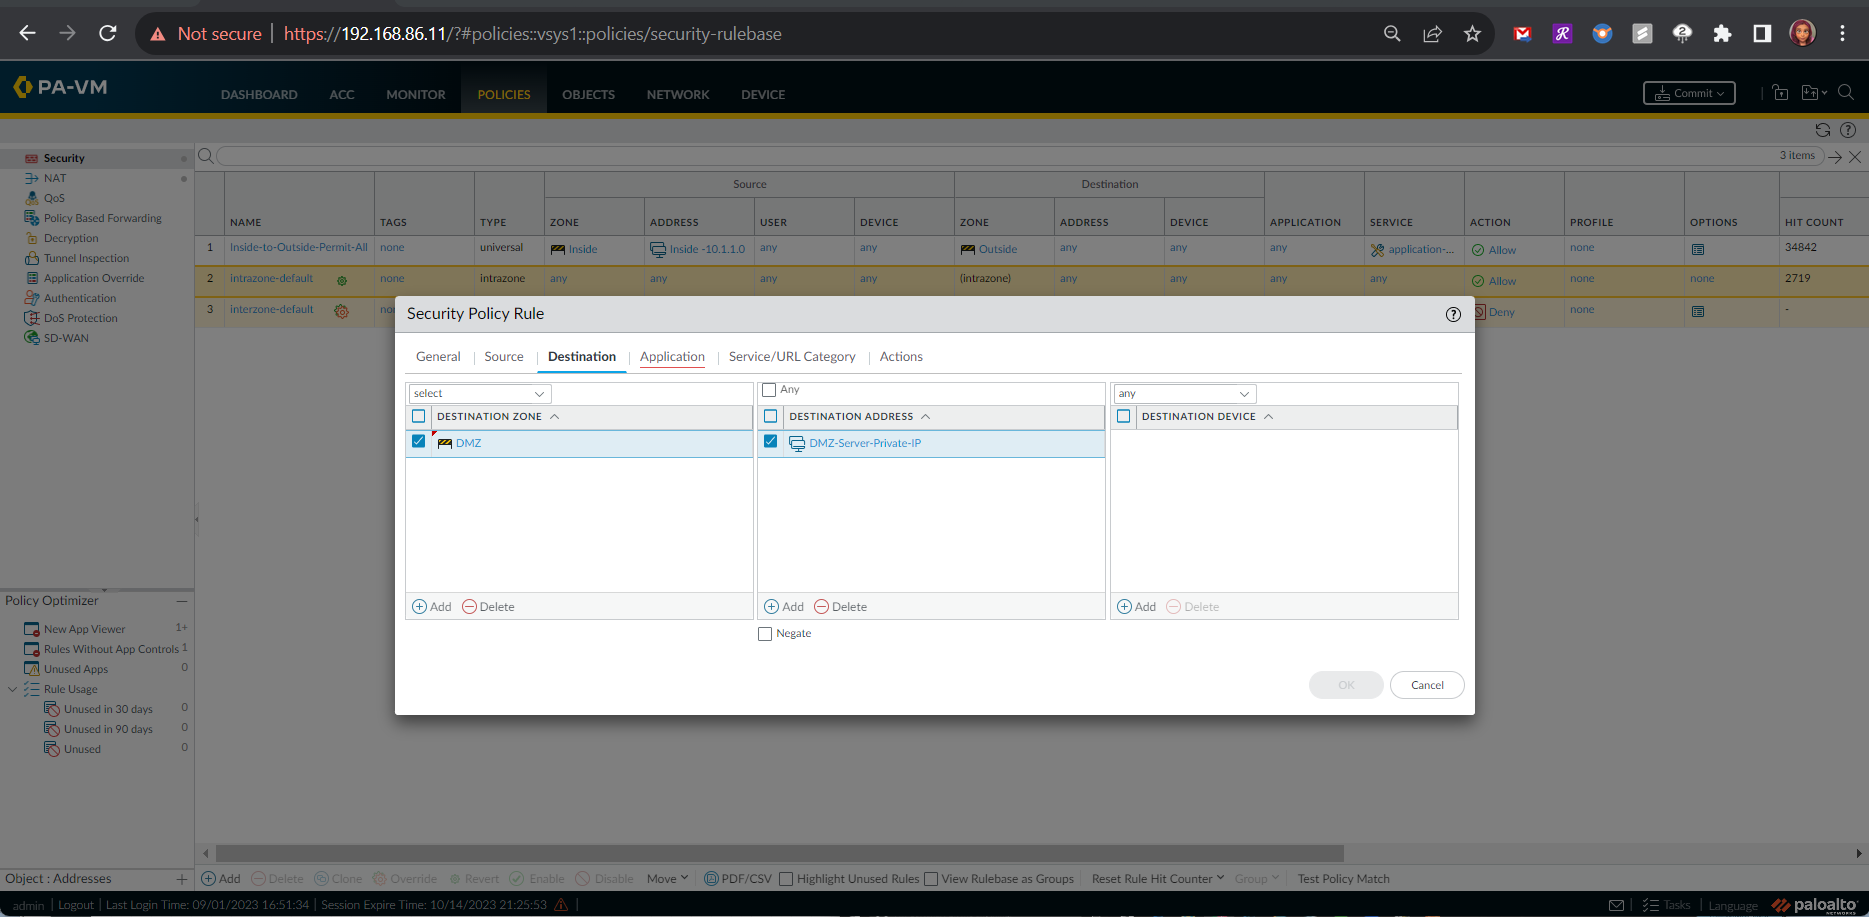 Not secure | https://192.168.86.11/?#policies::vsys1::policies/security-rulebase
2
PA-VM
DASHBOARD ACC MONITOR POLICIES OBJECTS NETWORK DEVICE
Commit
Security
NAT
QoS
Policy Based Forwarding
Decryption
Tunnel Inspection
Application Override
Authentication
DoS Protection
SD-WAN
3 items
Source Destination
NAME TAGS TYPE ZONE ADDRESS USER DEVICE ZONE ADDRESS DEVICE APPLICATION SERVICE ACTION PROFILE OPTIONS HIT COUNT
1 Inside-to-Outside-Permit-All none universal Inside Inside -10.1.1.0 any any Outside any any any application-... Allow none 34842
2 intrazone-default none intrazone any any any any (intrazone) any any any any Allow none none 2719
3 interzone-default Deny none -
Security Policy Rule
General | Source | Destination | Application | Service/URL Category | Actions
select
DESTINATION ZONE
DMZ
Add Delete
Any
DESTINATION ADDRESS
DMZ-Server-Private-IP
Add Delete
Negate
any
DESTINATION DEVICE
Add Delete
OK Cancel
Policy Optimizer
New App Viewer 1+
Rules Without App Controls 1
Unused Apps 0
Rule Usage
Unused in 30 days 0
Unused in 90 days 0
Unused 0
Object : Addresses
Add Delete Clone Override Revert Enable Disable Move PDF/CSV Highlight Unused Rules View Rulebase as Groups Reset Rule Hit Counter Group Test Policy Match
admin | Logout | Last Login Time: 09/01/2023 16:51:34 | Session Expire Time: 10/14/2023 21:25:53 |
Tasks | Language
paloalto
NETWORKS